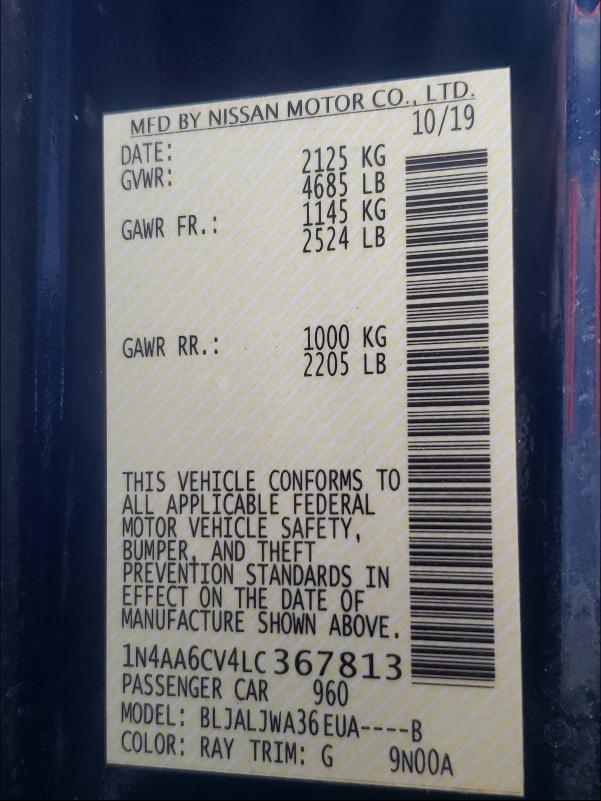 MFD BY NISSAN MOTOR CO., LTD.
DATE: 10/19
GVWR: 2125 KG
4685 LB
GAWR FR.: 1145 KG
2524 LB
GAWR RR.: 1000 KG
2205 LB
THIS VEHICLE CONFORMS TO
ALL APPLICABLE FEDERAL
MOTOR VEHICLE SAFETY,
BUMPER, AND THEFT
PREVENTION STANDARDS IN
EFFECT ON THE DATE OF
MANUFACTURE SHOWN ABOVE.
1N4AA6CV4LC367813
PASSENGER CAR 960
MODEL: BLJALJWA36EUA----B
COLOR: RAY TRIM: G 9N00A